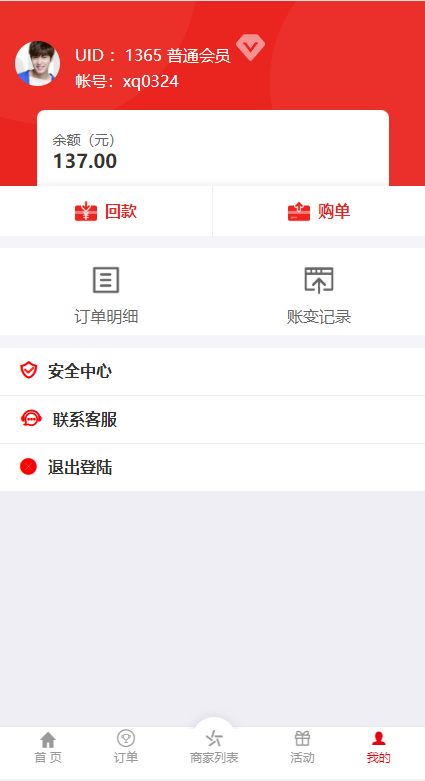 UID： 1365 普通会员
帐号：xq0324
余额（元）
137.00
回款 购单
订单明细 账变记录
安全中心
联系客服
退出登陆
首 页 订单 商家列表 活动 我的